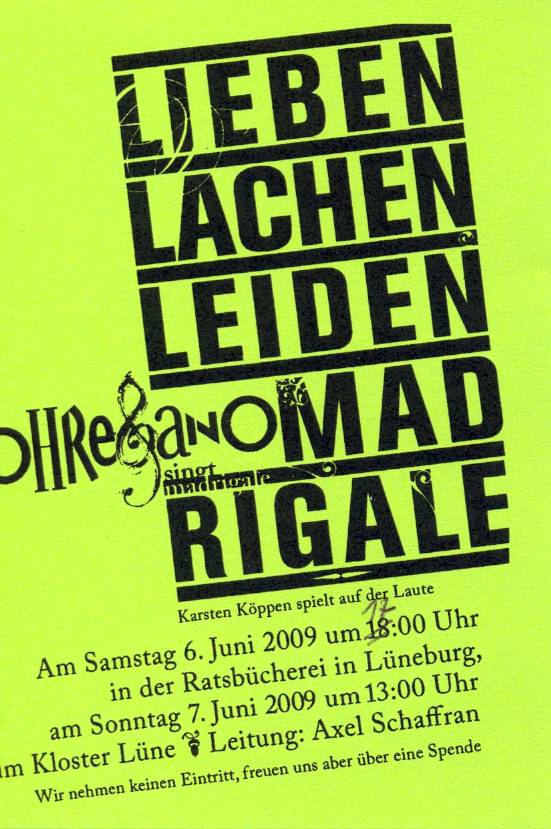 LIEBEN
LACHEN
LEIDEN
OHReGaNO MAD
singt
RIGALE
Karsten Köppen spielt auf der Laute
Am Samstag 6. Juni 2009 um 18:00 Uhr
17
in der Ratsbücherei in Lüneburg,
am Sonntag 7. Juni 2009 um 13:00 Uhr
im Kloster Lüne Leitung: Axel Schaffran
Wir nehmen keinen Eintritt, freuen uns aber über eine Spende